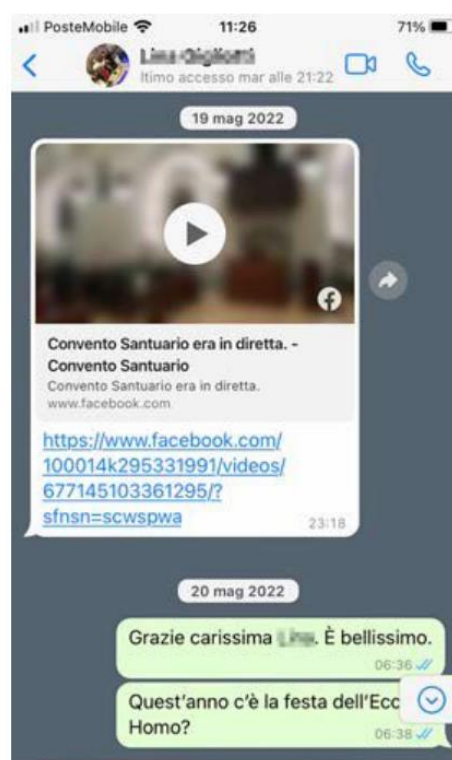 PosteMobile 11:26 71%
ltimo accesso mar alle 21:22
19 mag 2022
Convento Santuario era in diretta. -
Convento Santuario
Convento Santuario era in diretta.
www.facebook.com
https://www.facebook.com/
100014k295331991/videos/
677145103361295/?
sfnsn=scwspwa
23:18
20 mag 2022
Grazie carissima . È bellissimo.
06:36
Quest'anno c'è la festa dell'Ecc
Homo?
06:38